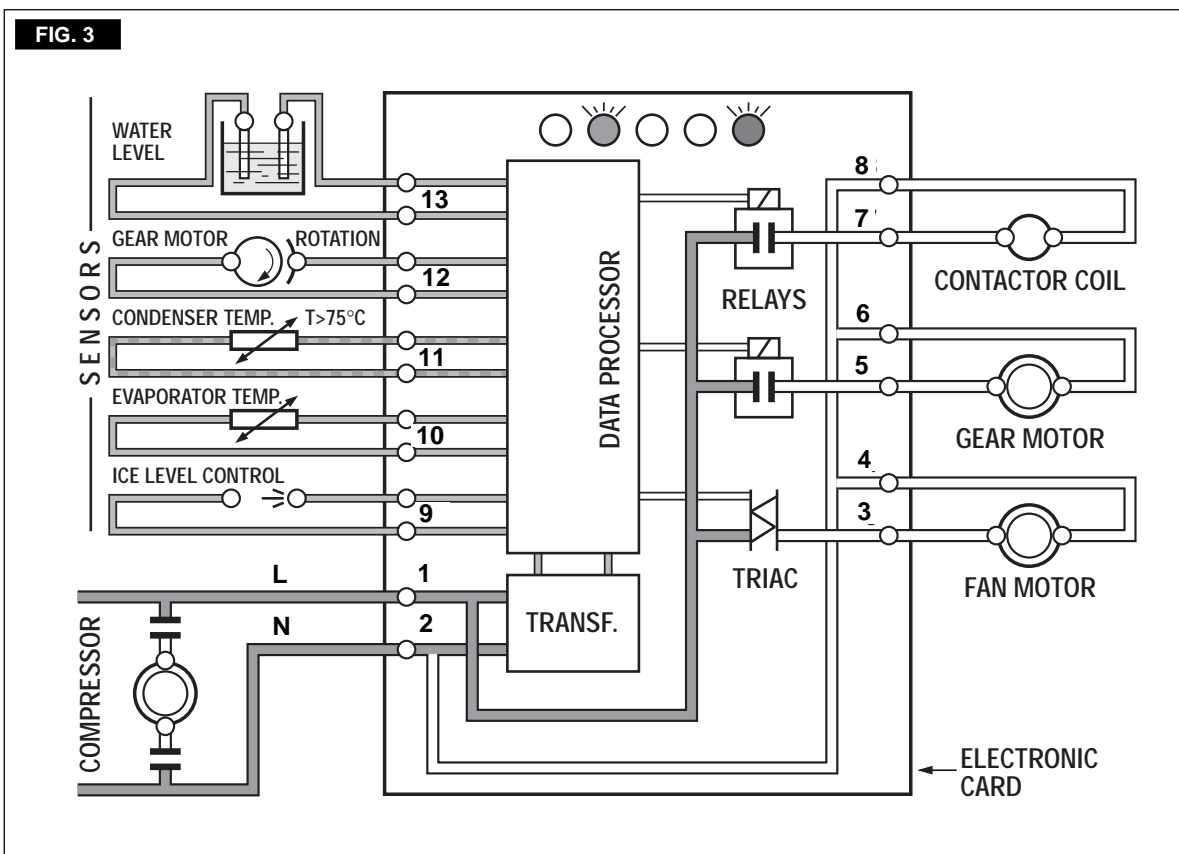 FIG. 3
WATER
LEVEL
13
GEAR MOTOR ROTATION
12
CONDENSER TEMP. T>75°C
11
EVAPORATOR TEMP.
10
ICE LEVEL CONTROL
9
SENSORS
L 1
N 2
COMPRESSOR
DATA PROCESSOR
TRANSF.
RELAYS
TRIAC
8
7
CONTACTOR COIL
6
5
GEAR MOTOR
4
3
FAN MOTOR
ELECTRONIC
CARD